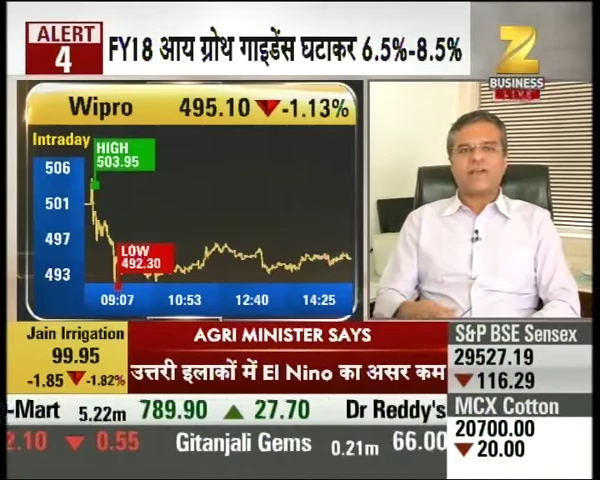 ALERT
4
FY18 आय ग्रोथ गाइडेंस घटाकर 6.5%-8.5%
Z
BUSINESS
LIVE
Wipro 495.10 -1.13%
Intraday
HIGH
503.95
506
501
497
493
LOW
492.30
09:07 10:53 12:40 14:25
Jain Irrigation
99.95
-1.85 -1.82%
AGRI MINISTER SAYS
उत्तरी इलाकों में El Nino का असर कम
S&P BSE Sensex
29527.19
116.29
MCX Cotton
20700.00
20.00
-Mart 5.22m 789.90 27.70 Dr Reddy's
2.10 0.55 Gitanjali Gems 0.21m 66.00